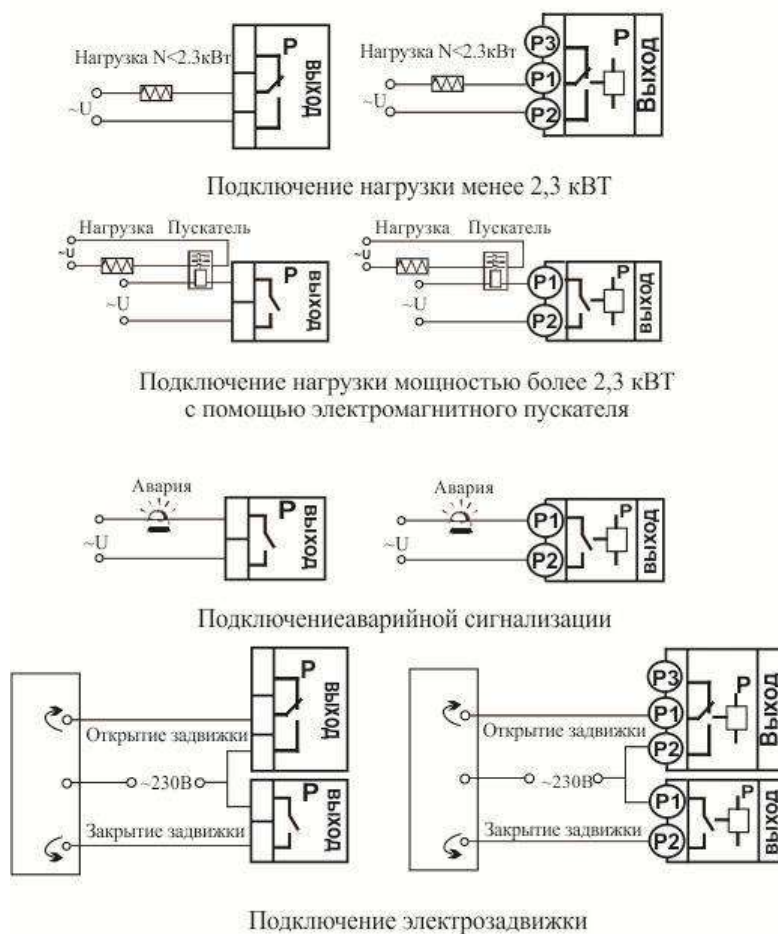 Нагрузка N<2.3кВт
~U
Р
ВЫХОД
Нагрузка N<2.3кВт
~U
P3
P1
P2
Р
Выход
Подключение нагрузки менее 2,3 кВТ
Нагрузка Пускатель
~U
~U
Р
ВЫХОД
Нагрузка Пускатель
~U
~U
P1
P2
Р
ВЫХОД
Подключение нагрузки мощностью более 2,3 кВТ
с помощью электромагнитного пускателя
Авария
~U
Р
ВЫХОД
Авария
~U
P1
P2
Р
ВЫХОД
Подключениеаварийной сигнализации
Открытие задвижки
~230В
Закрытие задвижки
Р
ВЫХОД
Р
ВЫХОД
Открытие задвижки
~230В
Закрытие задвижки
P3
P1
P2
Р
Выход
P1
P2
Р
ВЫХОД
Подключение электрозадвижки